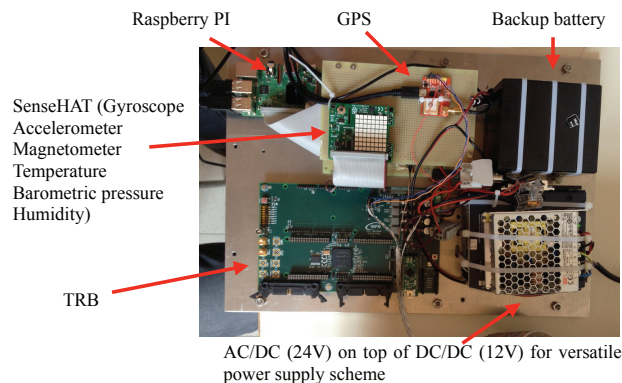 Raspberry PI
GPS
Backup battery
SenseHAT (Gyroscope
Accelerometer
Magnetometer
Temperature
Barometric pressure
Humidity)
TRB
AC/DC (24V) on top of DC/DC (12V) for versatile
power supply scheme